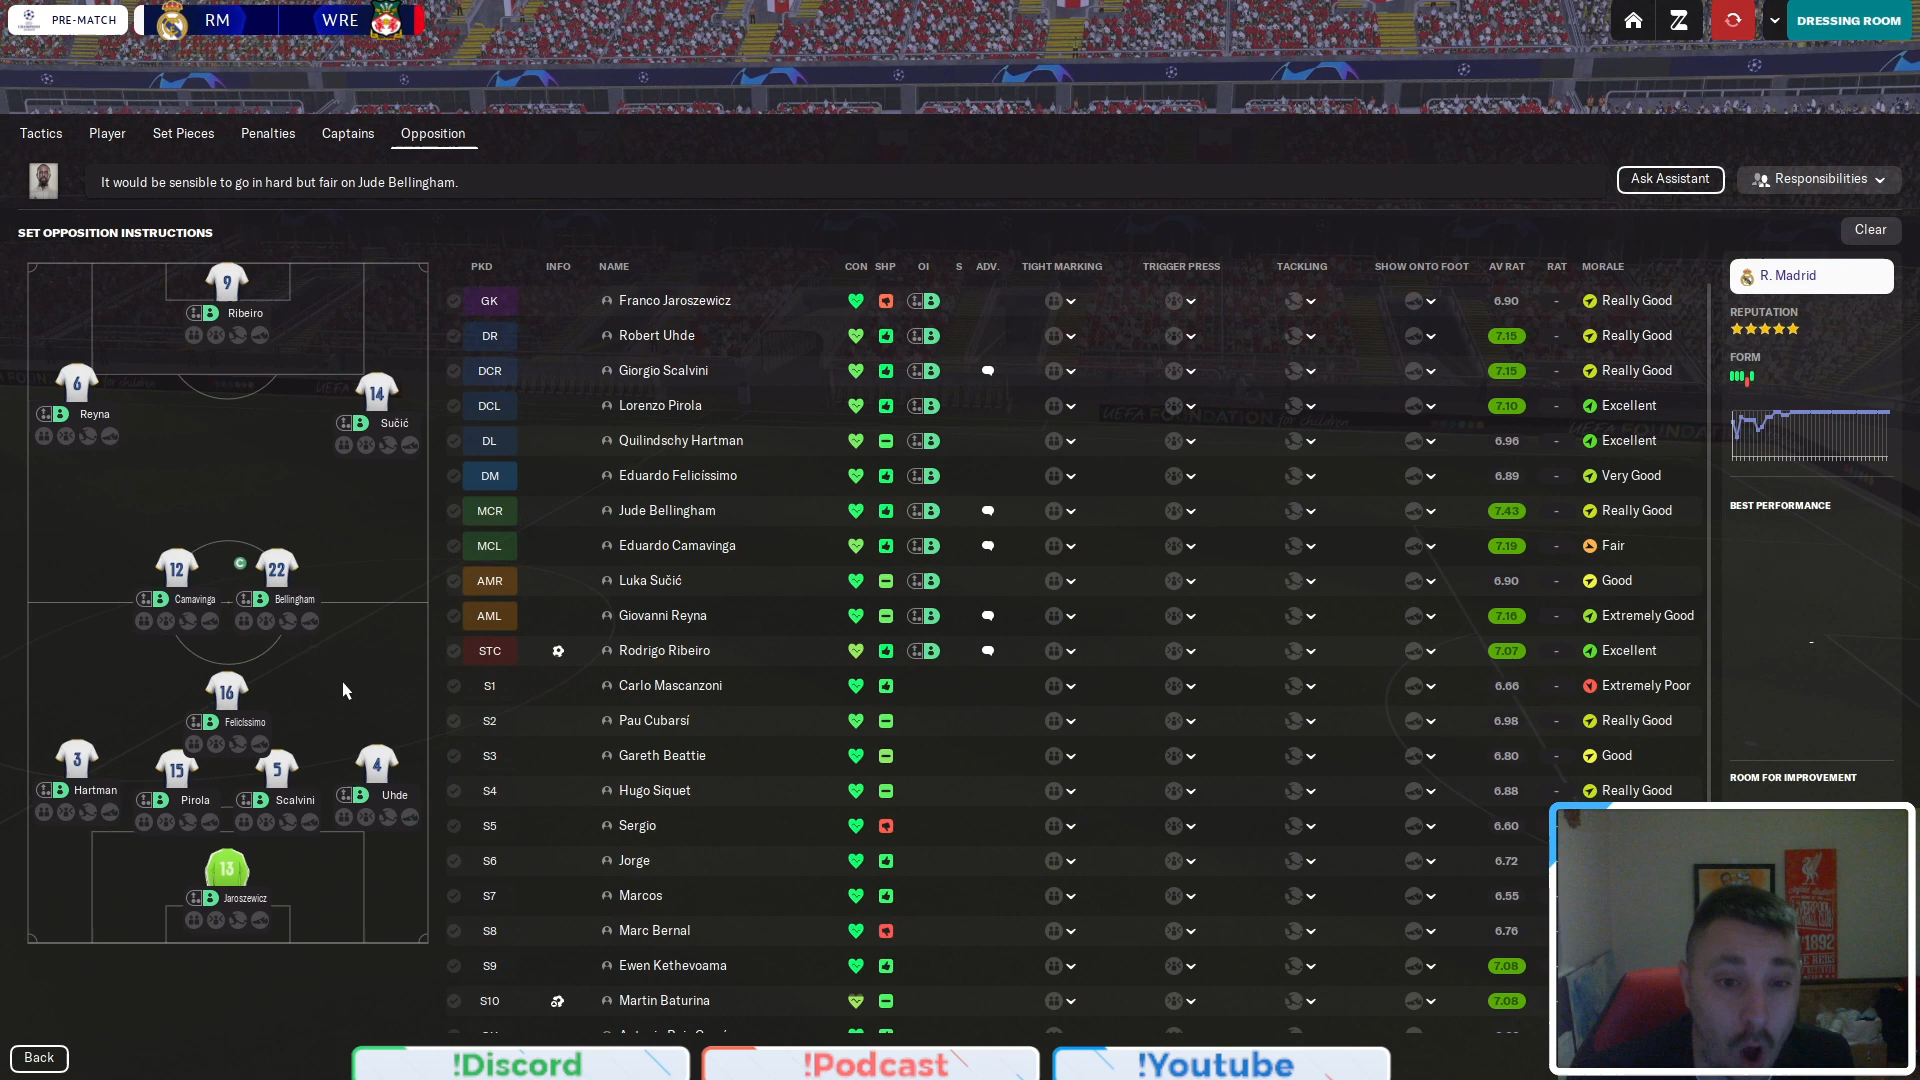 PRE-MATCH
RM
WRE
DRESSING ROOM
Tactics
Player
Set Pieces
Penalties
Captains
Opposition
It would be sensible to go in hard but fair on Jude Bellingham.
Ask Assistant
Responsibilities
SET OPPOSITION INSTRUCTIONS
Clear
PKD INFO NAME CON SHP OI S ADV. TIGHT MARKING TRIGGER PRESS TACKLING SHOW ONTO FOOT AV RAT RAT MORALE
GK Franco Jaroszewicz 6.90 - Really Good
DR Robert Uhde 7.15 - Really Good
DCR Giorgio Scalvini 7.15 - Really Good
DCL Lorenzo Pirola 7.10 - Excellent
DL Quilindschy Hartman 6.96 - Excellent
DM Eduardo Felicíssimo 6.89 - Very Good
MCR Jude Bellingham 7.43 - Really Good
MCL Eduardo Camavinga 7.19 - Fair
AMR Luka Sučić 6.90 - Good
AML Giovanni Reyna 7.16 - Extremely Good
STC Rodrigo Ribeiro 7.07 - Excellent
S1 Carlo Mascanzoni 6.66 - Extremely Poor
S2 Pau Cubarsí 6.98 - Really Good
S3 Gareth Beattie 6.80 - Good
S4 Hugo Siquet 6.88 - Really Good
S5 Sergio 6.60
S6 Jorge 6.72
S7 Marcos 6.55
S8 Marc Bernal 6.76
S9 Ewen Kethevoama 7.08
S10 Martin Baturina 7.08
9
Ribeiro
6
Reyna
14
Sučić
12
Camavinga
C
22
Bellingham
16
Felicíssimo
3
Hartman
15
Pirola
5
Scalvini
4
Uhde
13
Jaroszewicz
R. Madrid
REPUTATION
FORM
BEST PERFORMANCE
-
ROOM FOR IMPROVEMENT
LIVERPOOL
1892
Back
!Discord
!Podcast
!Youtube